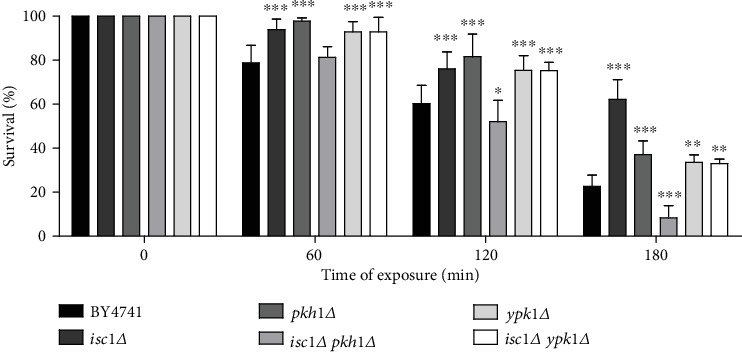 100
80
60
40
20
0
Survival (%)
*** *** *** ***
*** *** * *** ***
*** *** *** ** **
0 60 120 180
Time of exposure (min)
BY4741 pkh1Δ ypk1Δ
isc1Δ isc1Δ pkh1Δ isc1Δ ypk1Δ